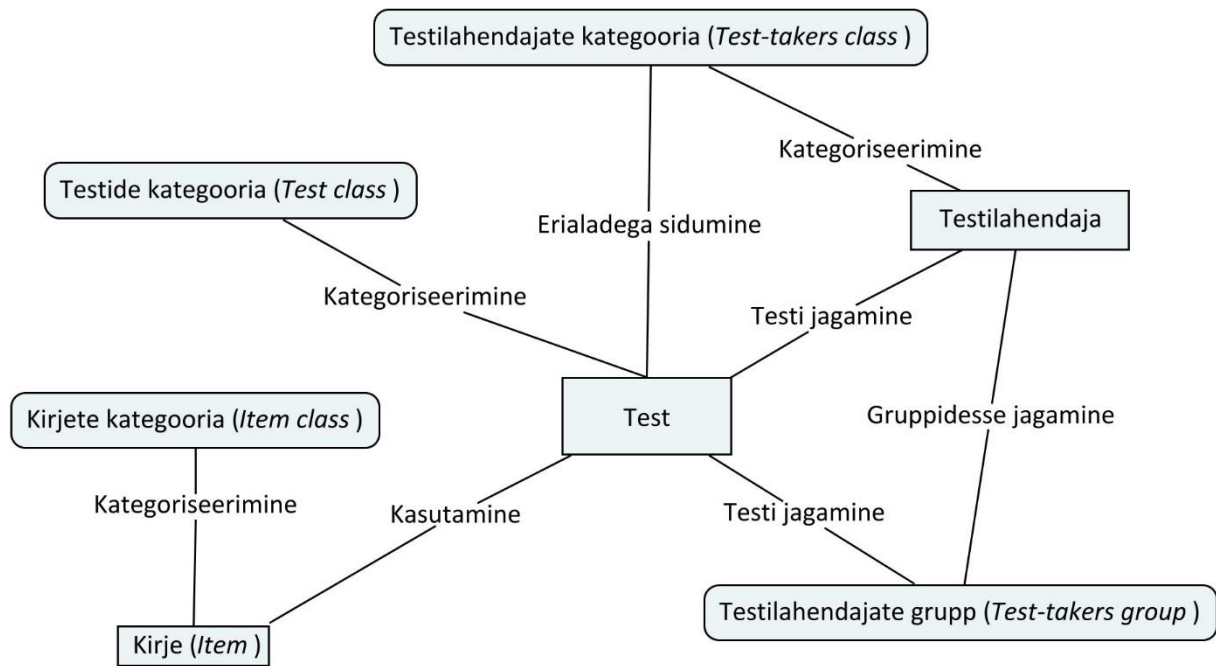 Testilahendajate kategooria (Test-takers class )
Kategoriseerimine
Testide kategooria (Test class )
Erialadega sidumine
Testilahendaja
Kategoriseerimine
Testi jagamine
Kirjete kategooria (Item class )
Test
Gruppidesse jagamine
Kategoriseerimine
Kasutamine
Testi jagamine
Testilahendajate grupp (Test-takers group )
Kirje (Item )